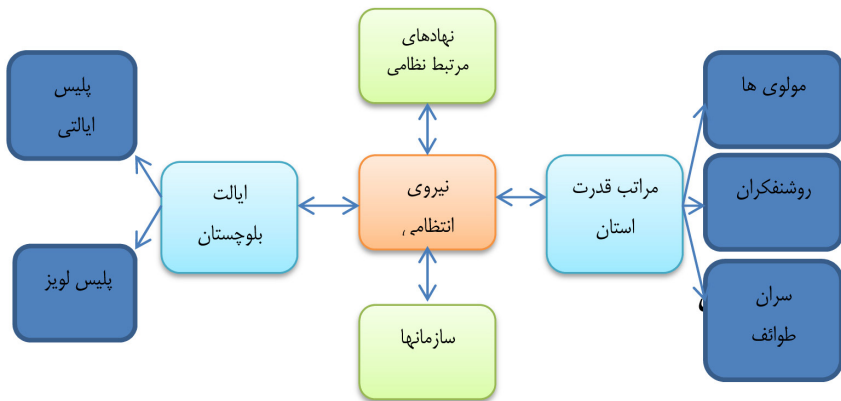 نهادهای
مرتبط نظامی
مولوی ها
روشنفکران
سران
طوائف
مراتب قدرت
استان
نیروی
انتظامی
ایالت
بلوچستان
پلیس
ایالتی
پلیس لویز
سازمانها